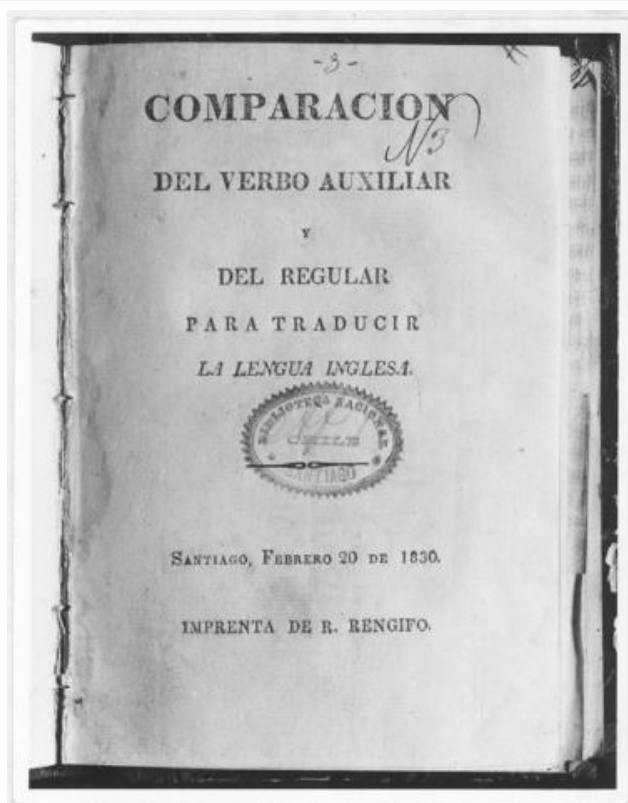 - 3 -
COMPARACION
N3
DEL VERBO AUXILIAR
Y
DEL REGULAR
PARA TRADUCIR
LA LENGUA INGLESA.
BIBLIOTECA NACIONAL
CHILE
SANTIAGO
SANTIAGO, FEBRERO 20 DE 1830.
IMPRENTA DE R. RENGIFO.